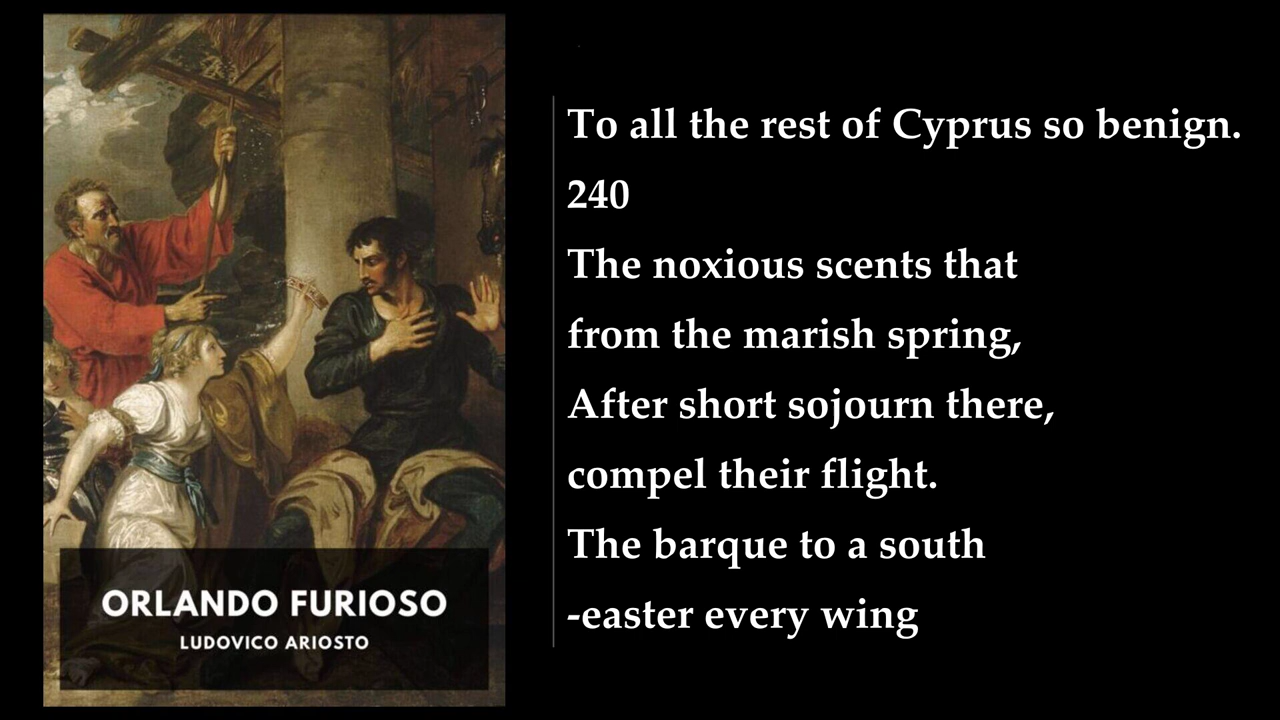 ORLANDO FURIOSO
LUDOVICO ARIOSTO
To all the rest of Cyprus so benign.
240
The noxious scents that
from the marish spring,
After short sojourn there,
compel their flight.
The barque to a south
-easter every wing